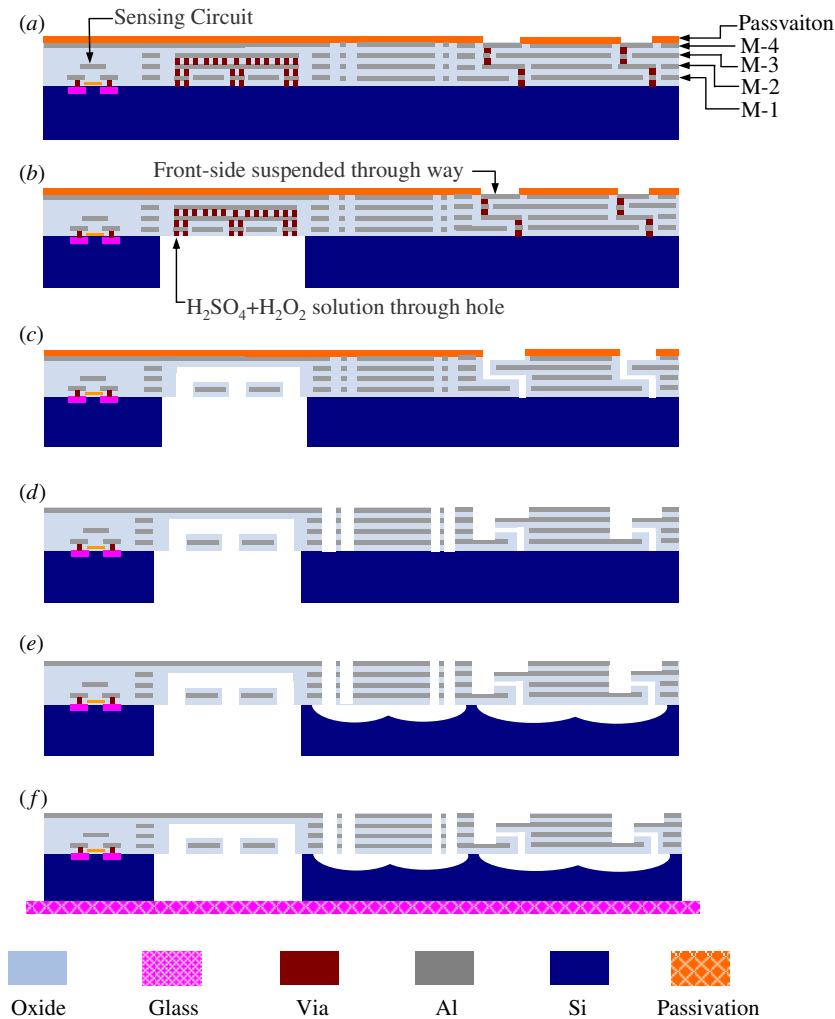 (a)
Sensing Circuit
Passvaiton
M-4
M-3
M-2
M-1
(b)
Front-side suspended through way
H₂SO₄+H₂O₂ solution through hole
(c)
(d)
(e)
(f)
Oxide Glass Via Al Si Passivation